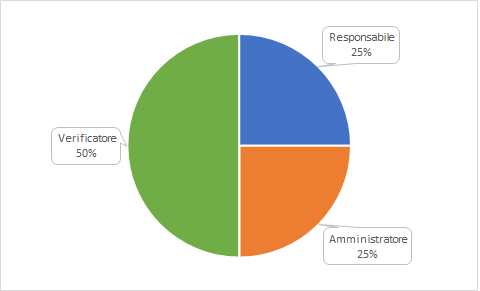 Responsabile
25%
Verificatore
50%
Amministratore
25%